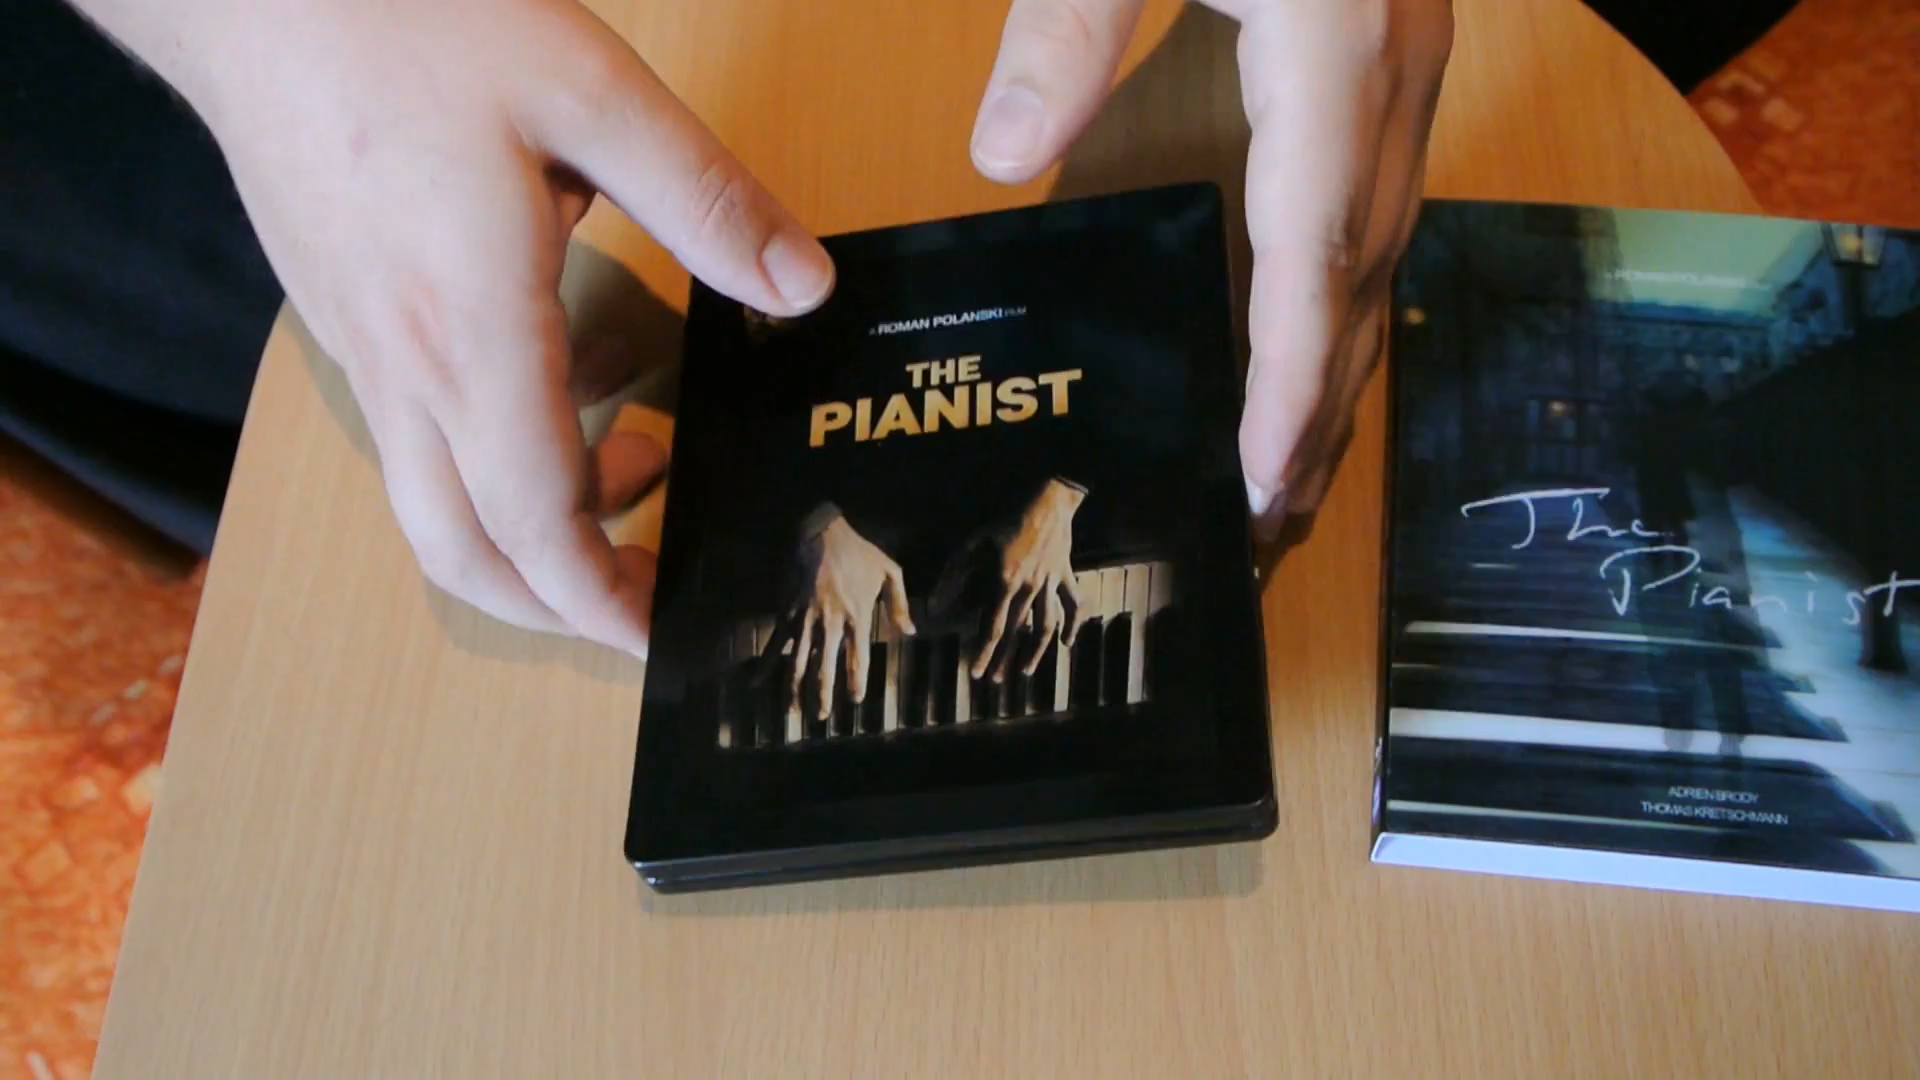 A ROMAN POLANSKI FILM
THE
PIANIST
The
Pianist
ADRIEN BRODY
THOMAS KRETSCHMANN